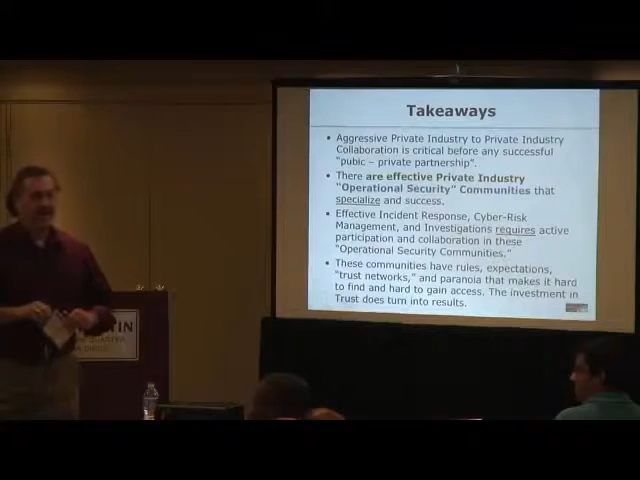 Takeaways
• Aggressive Private Industry to Private Industry
Collaboration is critical before any successful
"pubic – private partnership".
• There are effective Private Industry
"Operational Security" Communities that
specialize and success.
• Effective Incident Response, Cyber-Risk
Management, and Investigations requires active
participation and collaboration in these
"Operational Security Communities."
• These communities have rules, expectations,
"trust networks," and paranoia that makes it hard
to find and hard to gain access. The investment in
Trust does turn into results.
TIN
QUARTER
DIEGO